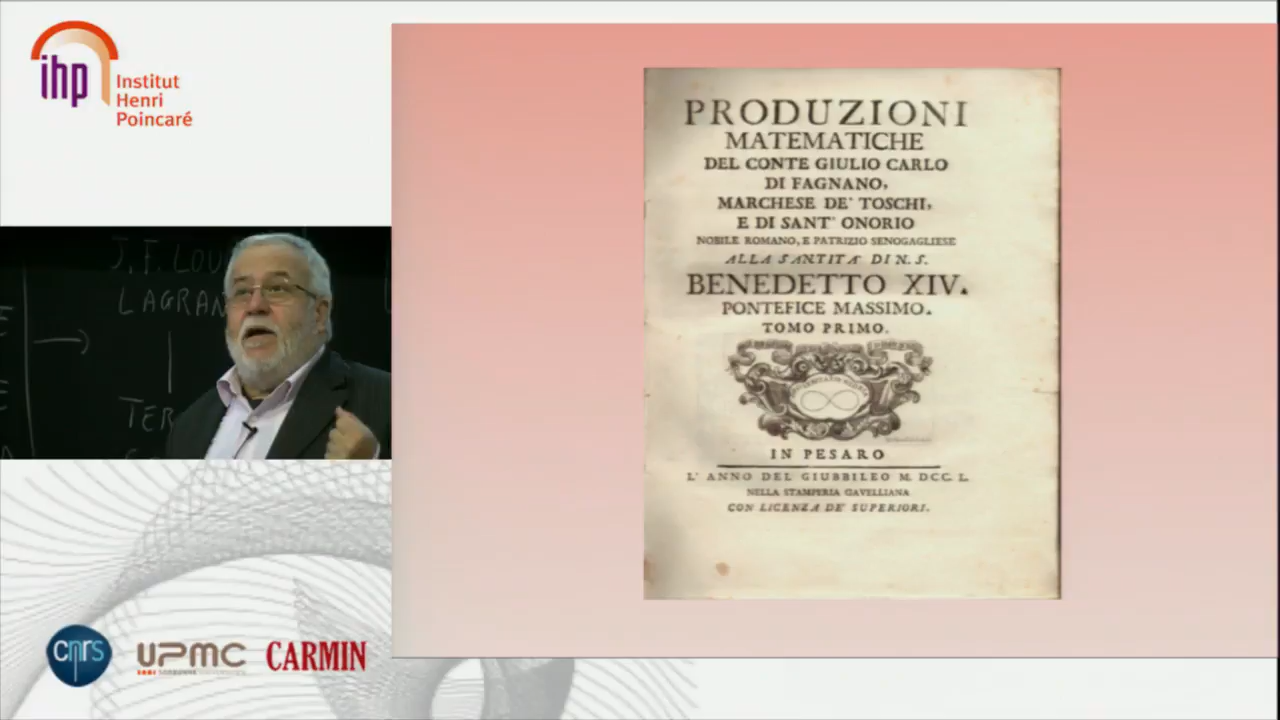 ihp
Institut
Henri
Poincaré
J. F. LOU
LAGRAN
TER
PRODUZIONI
MATEMATICHE
DEL CONTE GIULIO CARLO
DI FAGNANO,
MARCHESE DE' TOSCHI,
E DI SANT' ONORIO
NOBILE ROMANO, E PATRIZIO SENOGAGLIESE
ALLA SANTITA' DI N. S.
BENEDETTO XIV.
PONTEFICE MASSIMO.
TOMO PRIMO.
IN PESARO
L' ANNO DEL GIUBBILEO M. DCC. L.
NELLA STAMPERIA GAVELLIANA
CON LICENZA DE' SUPERIORI.
cnrs
UPMC
CARMIN